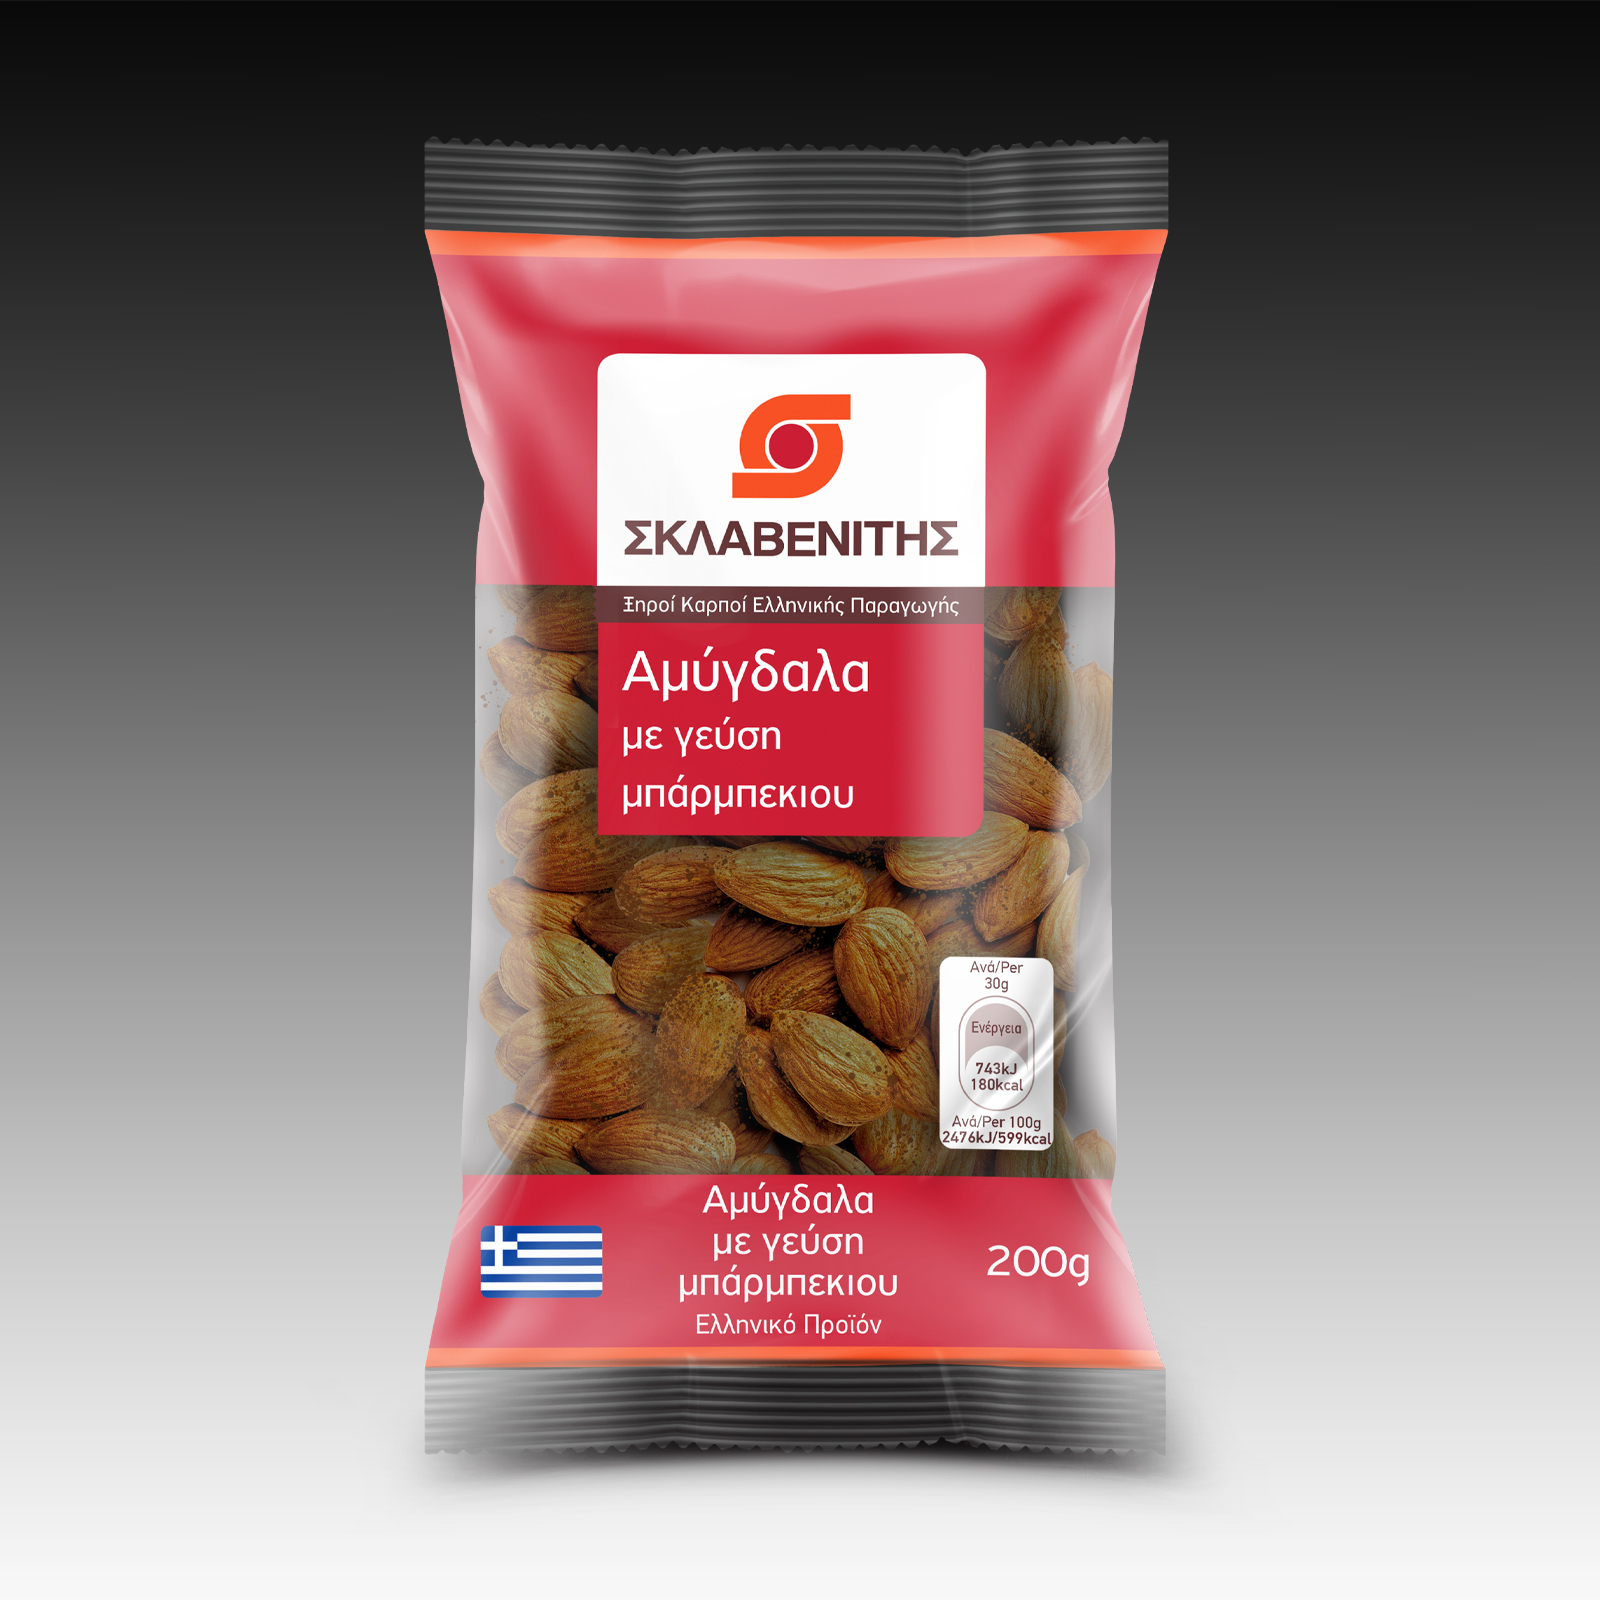 ΣΚΛΑΒΕΝΙΤΗΣ
Ξηροί Καρποί Ελληνικής Παραγωγής
Αμύγδαλα
με γεύση
μπάρμπεκιου
Ανά/Per
30g
Ενέργεια
743kJ
180kcal
Ανά/Per 100g
2476kJ/599kcal
Αμύγδαλα
με γεύση
μπάρμπεκιου
200g
Ελληνικό Προϊόν